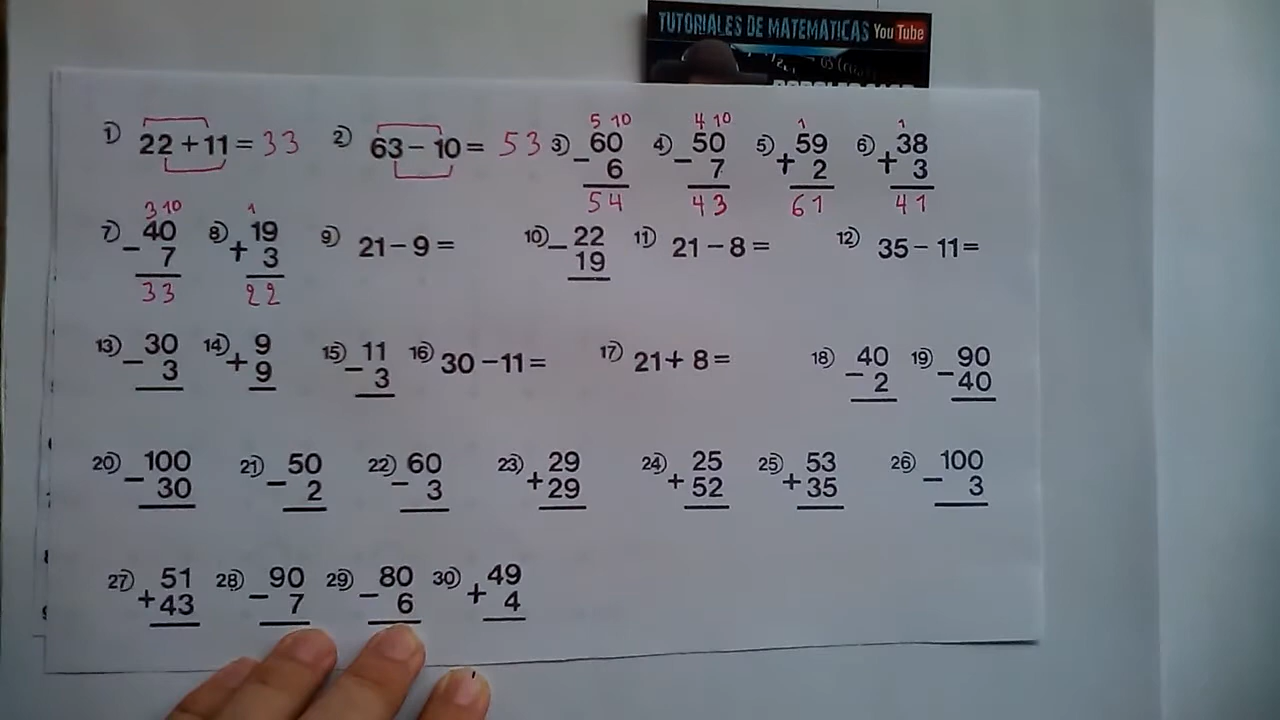 TUTORIALES DE MATEMATICAS YouTube
1) 22 + 11 = 33 2) 63 - 10 = 53 3) 5 10 60 - 6 54 4) 4 10 50 - 7 43 5) 1 59 + 2 61 6) 1 38 + 3 41
7) 3 10 40 - 7 33 8) 1 19 + 3 22 9) 21 - 9 = 10) 22 - 19 11) 21 - 8 = 12) 35 - 11 =
13) 30 - 3 14) 9 + 9 15) 11 - 3 16) 30 - 11 = 17) 21 + 8 = 18) 40 - 2 19) 90 - 40
20) 100 - 30 21) 50 - 2 22) 60 - 3 23) 29 + 29 24) 25 + 52 25) 53 + 35 26) 100 - 3
27) 51 + 43 28) 90 - 7 29) 80 - 6 30) 49 + 4